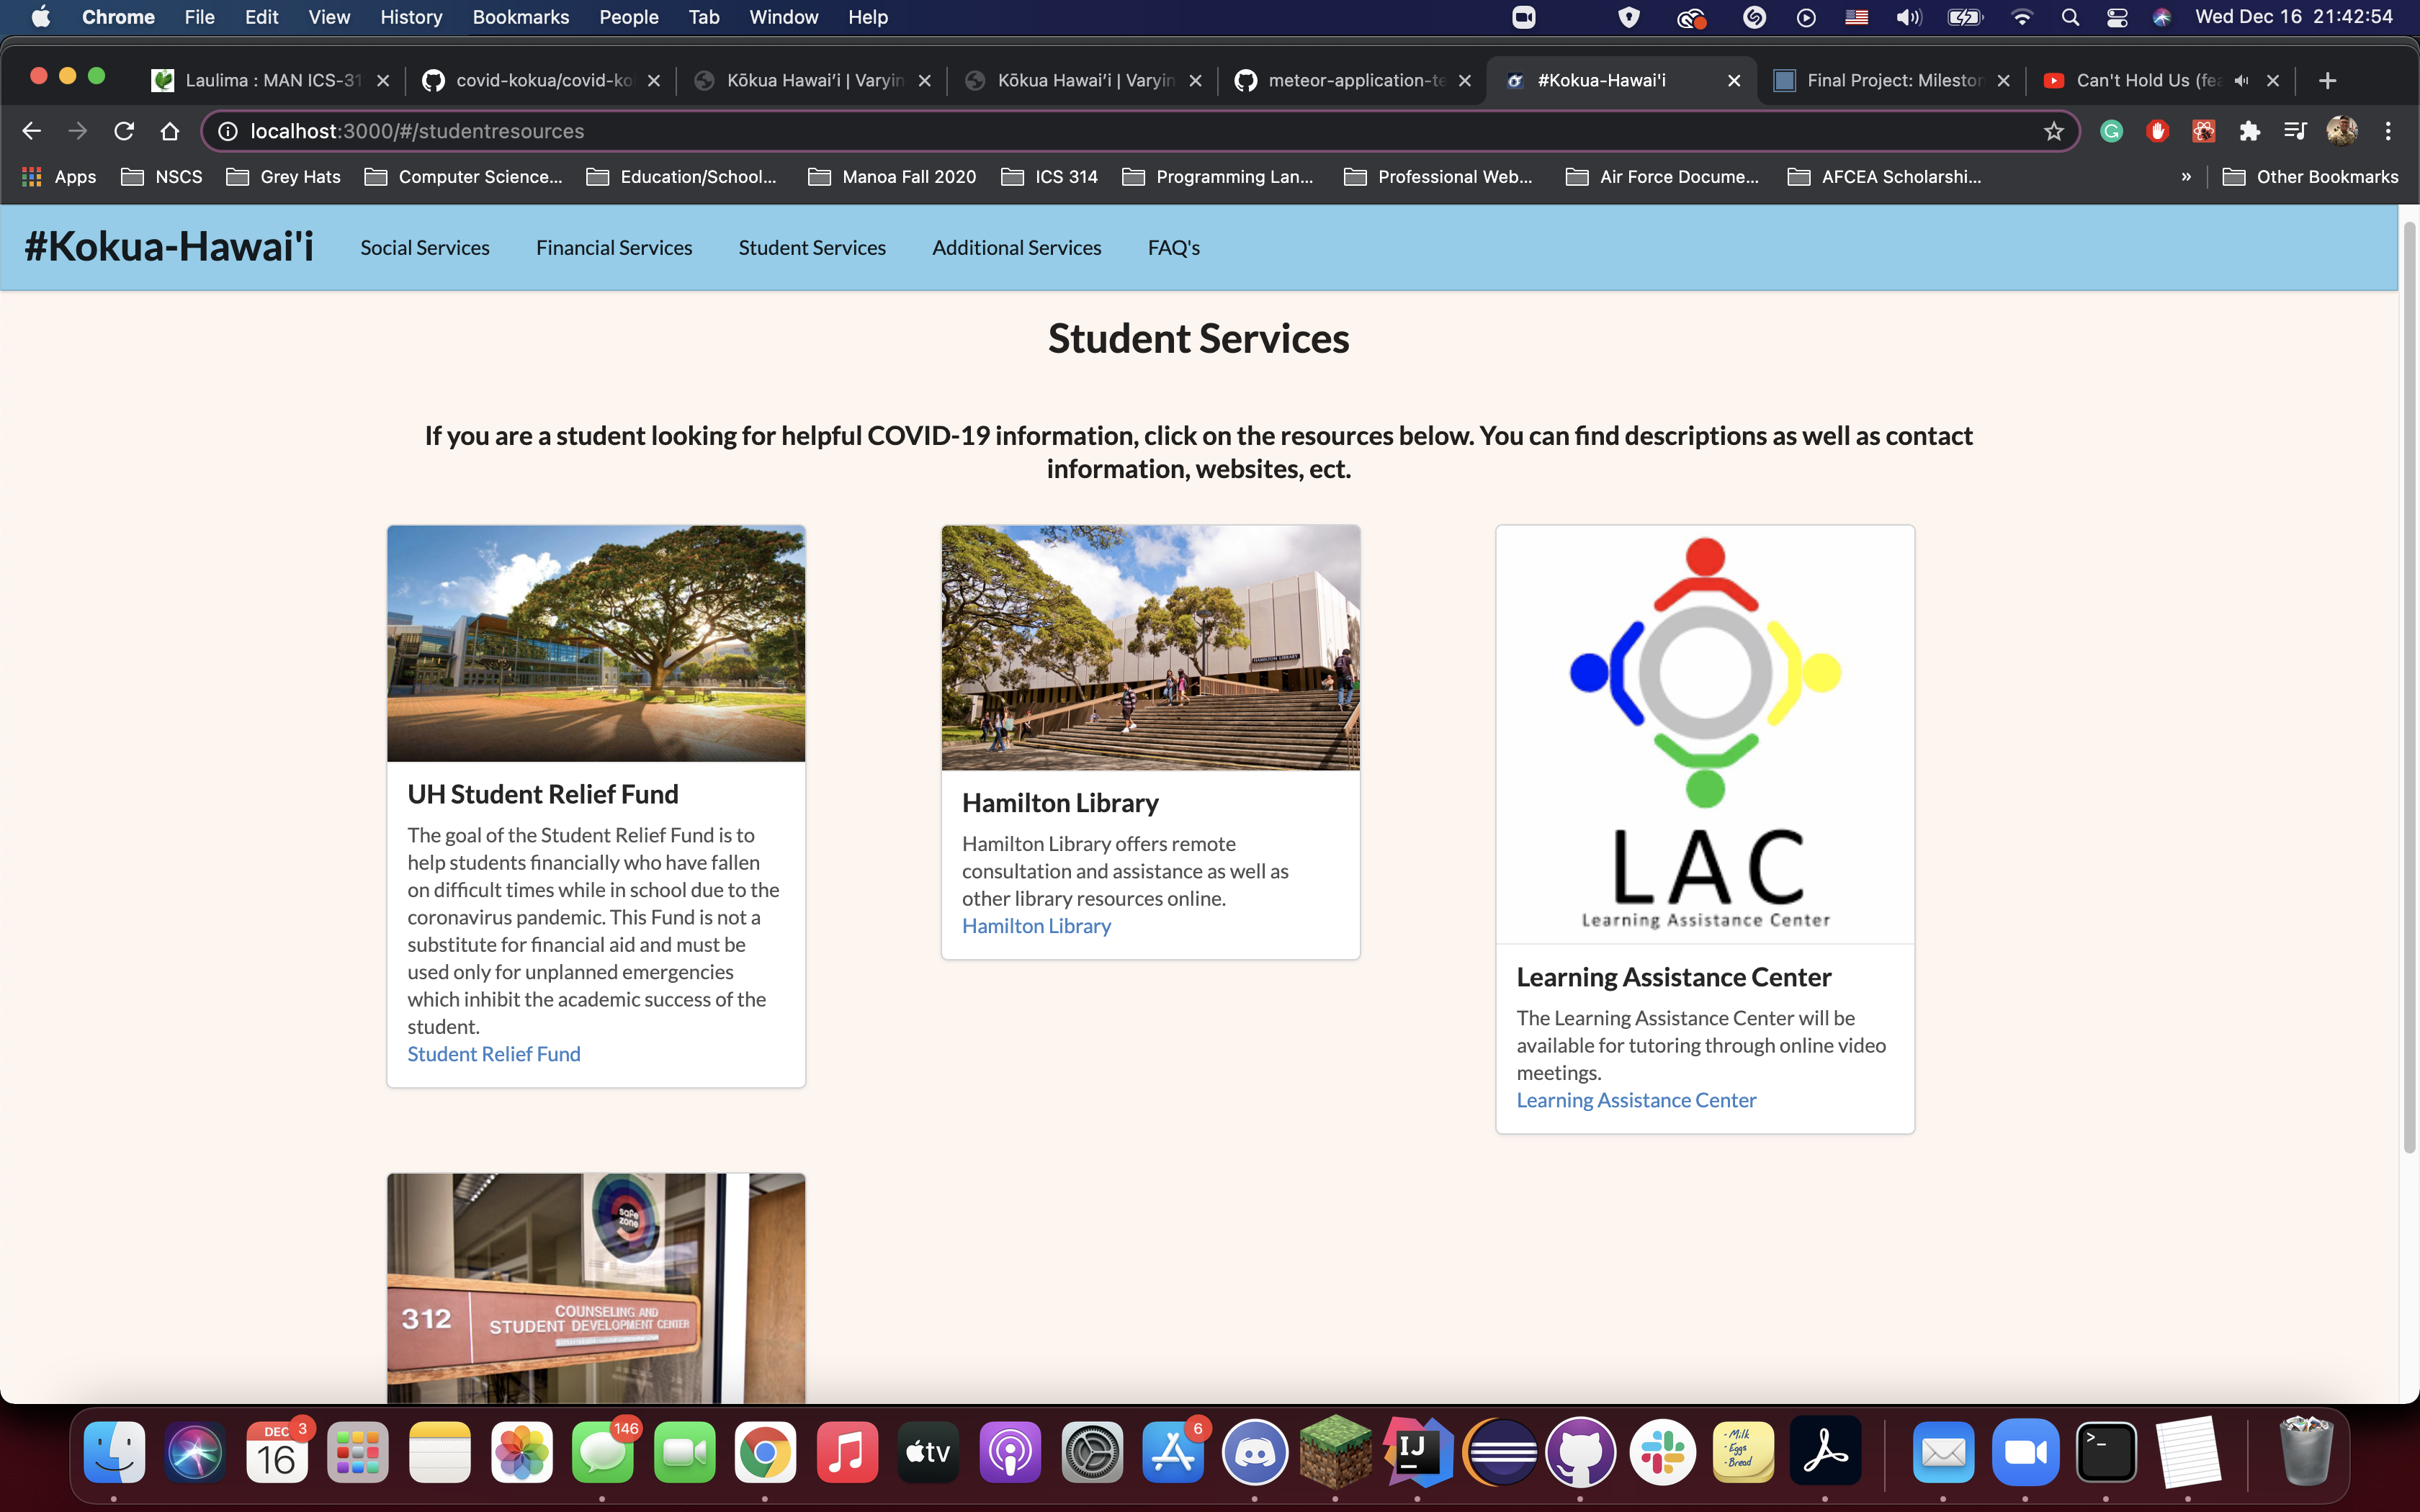 Chrome File Edit View History Bookmarks People Tab Window Help Wed Dec 16 21:42:54
Laulima : MAN ICS-31 covid-kokua/covid-ko Kōkua Hawaiʻi | Varyin Kōkua Hawaiʻi | Varyin meteor-application-te #Kokua-Hawai'i Final Project: Mileston Can't Hold Us (fea
localhost:3000/#/studentresources
Apps NSCS Grey Hats Computer Science... Education/School... Manoa Fall 2020 ICS 314 Programming Lan... Professional Web... Air Force Docume... AFCEA Scholarshi... » Other Bookmarks
#Kokua-Hawai'i Social Services Financial Services Student Services Additional Services FAQ's
Student Services
If you are a student looking for helpful COVID-19 information, click on the resources below. You can find descriptions as well as contact
information, websites, ect.
UH Student Relief Fund
The goal of the Student Relief Fund is to
help students financially who have fallen
on difficult times while in school due to the
coronavirus pandemic. This Fund is not a
substitute for financial aid and must be
used only for unplanned emergencies
which inhibit the academic success of the
student.
Student Relief Fund
HAMILTON LIBRARY
Hamilton Library
Hamilton Library offers remote
consultation and assistance as well as
other library resources online.
Hamilton Library
LAC
Learning Assistance Center
Learning Assistance Center
The Learning Assistance Center will be
available for tutoring through online video
meetings.
Learning Assistance Center
safe
zone
312
COUNSELING AND
STUDENT DEVELOPMENT CENTER
DEC 3
16
146
tv
6
IJ
- Milk
- Eggs
- Bread
>_